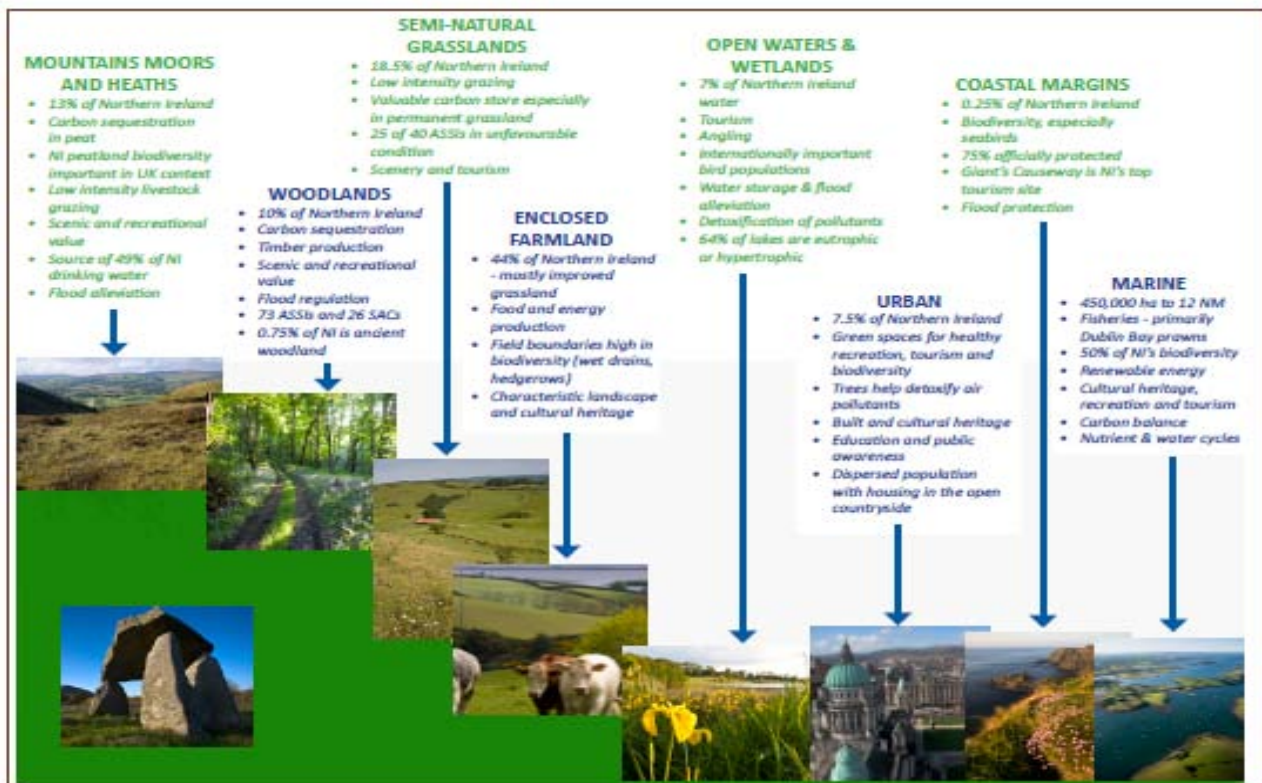 MOUNTAINS MOORS
AND HEATHS
• 13% of Northern Ireland
• Carbon sequestration
in peat
• NI peatland biodiversity
important in UK context
• Low intensity livestock
grazing
• Scenic and recreational
value
• Source of 49% of NI
drinking water
• Flood alleviation
WOODLANDS
• 10% of Northern Ireland
• Carbon sequestration
• Timber production
• Scenic and recreational
value
• Flood regulation
• 73 ASSIs and 26 SACs
• 0.75% of NI is ancient
woodland
SEMI-NATURAL
GRASSLANDS
• 18.5% of Northern Ireland
• Low intensity grazing
• Valuable carbon store especially
in permanent grassland
• 25 of 40 ASSIs in unfavourable
condition
• Scenery and tourism
ENCLOSED
FARMLAND
• 44% of Northern Ireland
- mostly improved
grassland
• Food and energy
production
• Field boundaries high in
biodiversity (wet drains,
hedgerows)
• Characteristic landscape
and cultural heritage
OPEN WATERS &
WETLANDS
• 7% of Northern Ireland
water
• Tourism
• Angling
• Internationally important
bird populations
• Water storage & flood
alleviation
• Detoxification of pollutants
• 64% of lakes are eutrophic
or hypertrophic
URBAN
• 7.5% of Northern Ireland
• Green spaces for healthy
recreation, tourism and
biodiversity
• Trees help detoxify air
pollutants
• Built and cultural heritage
• Education and public
awareness
• Dispersed population
with housing in the open
countryside
COASTAL MARGINS
• 0.25% of Northern Ireland
• Biodiversity, especially
seabirds
• 75% officially protected
• Giant's Causeway is NI's top
tourism site
• Flood protection
MARINE
• 450,000 ha to 12 NM
• Fisheries - primarily
Dublin Bay prawns
• 50% of NI's biodiversity
• Renewable energy
• Cultural heritage,
recreation and tourism
• Carbon balance
• Nutrient & water cycles